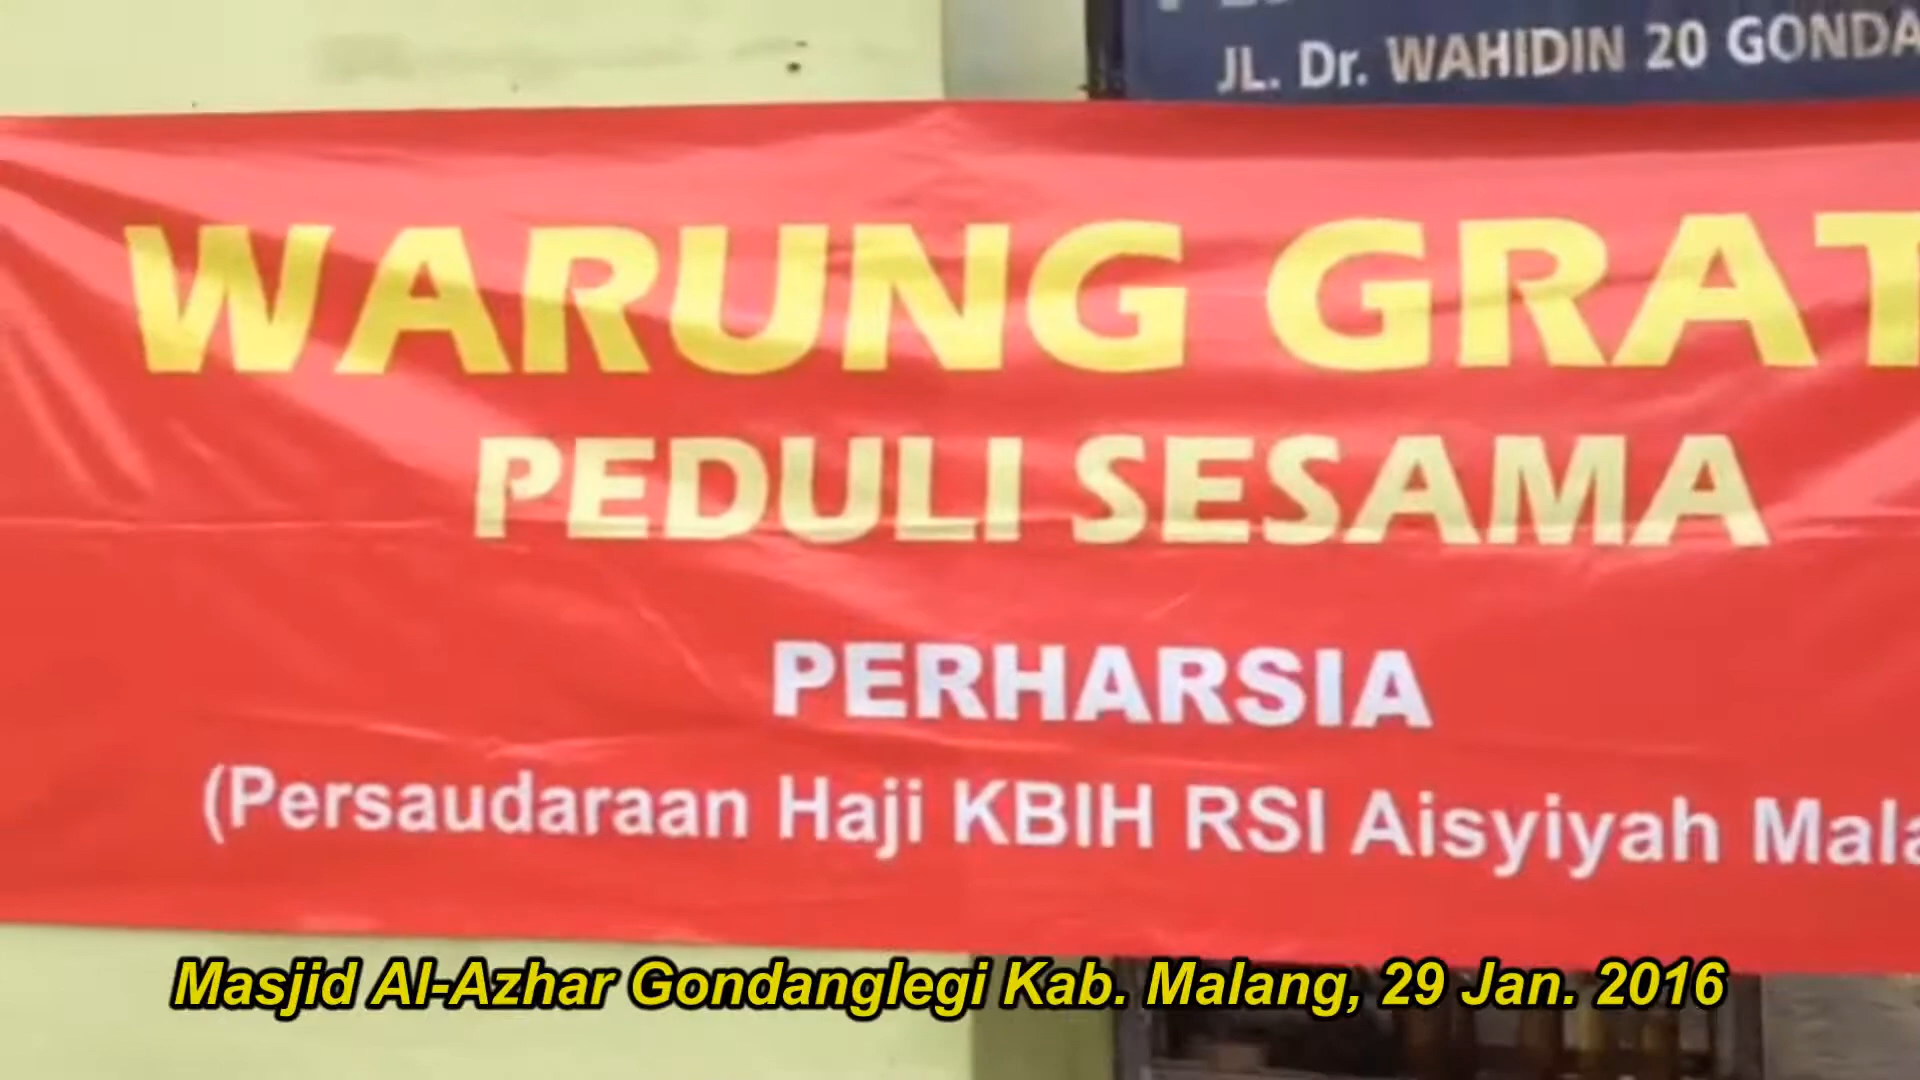 JL. Dr. WAHIDIN 20 GONDA
WARUNG GRAT
PEDULI SESAMA
PERHARSIA
(Persaudaraan Haji KBIH RSI Aisyiyah Mala
Masjid Al-Azhar Gondanglegi Kab. Malang, 29 Jan. 2016